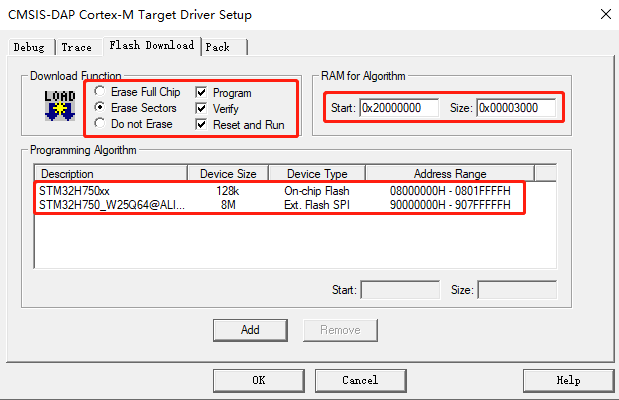 CMSIS-DAP Cortex-M Target Driver Setup
Debug Trace Flash Download Pack
Download Function
LOAD
Erase Full Chip
Erase Sectors
Do not Erase
Program
Verify
Reset and Run
RAM for Algorithm
Start: 0x20000000 Size: 0x00003000
Programming Algorithm
Description Device Size Device Type Address Range
STM32H750xx 128k On-chip Flash 08000000H - 0801FFFFH
STM32H750_W25Q64@ALI... 8M Ext. Flash SPI 90000000H - 907FFFFFH
Start: Size:
Add Remove
OK Cancel Help